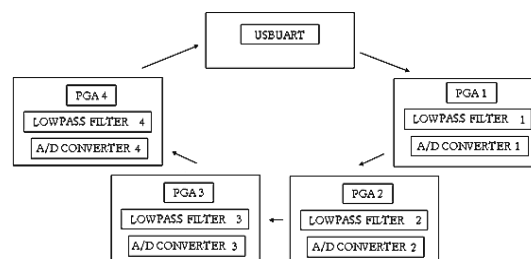 USBUART
PGA 1
LOWPASS FILTER 1
A/D CONVERTER 1
PGA 2
LOWPASS FILTER 2
A/D CONVERTER 2
PGA 3
LOWPASS FILTER 3
A/D CONVERTER 3
PGA 4
LOWPASS FILTER 4
A/D CONVERTER 4